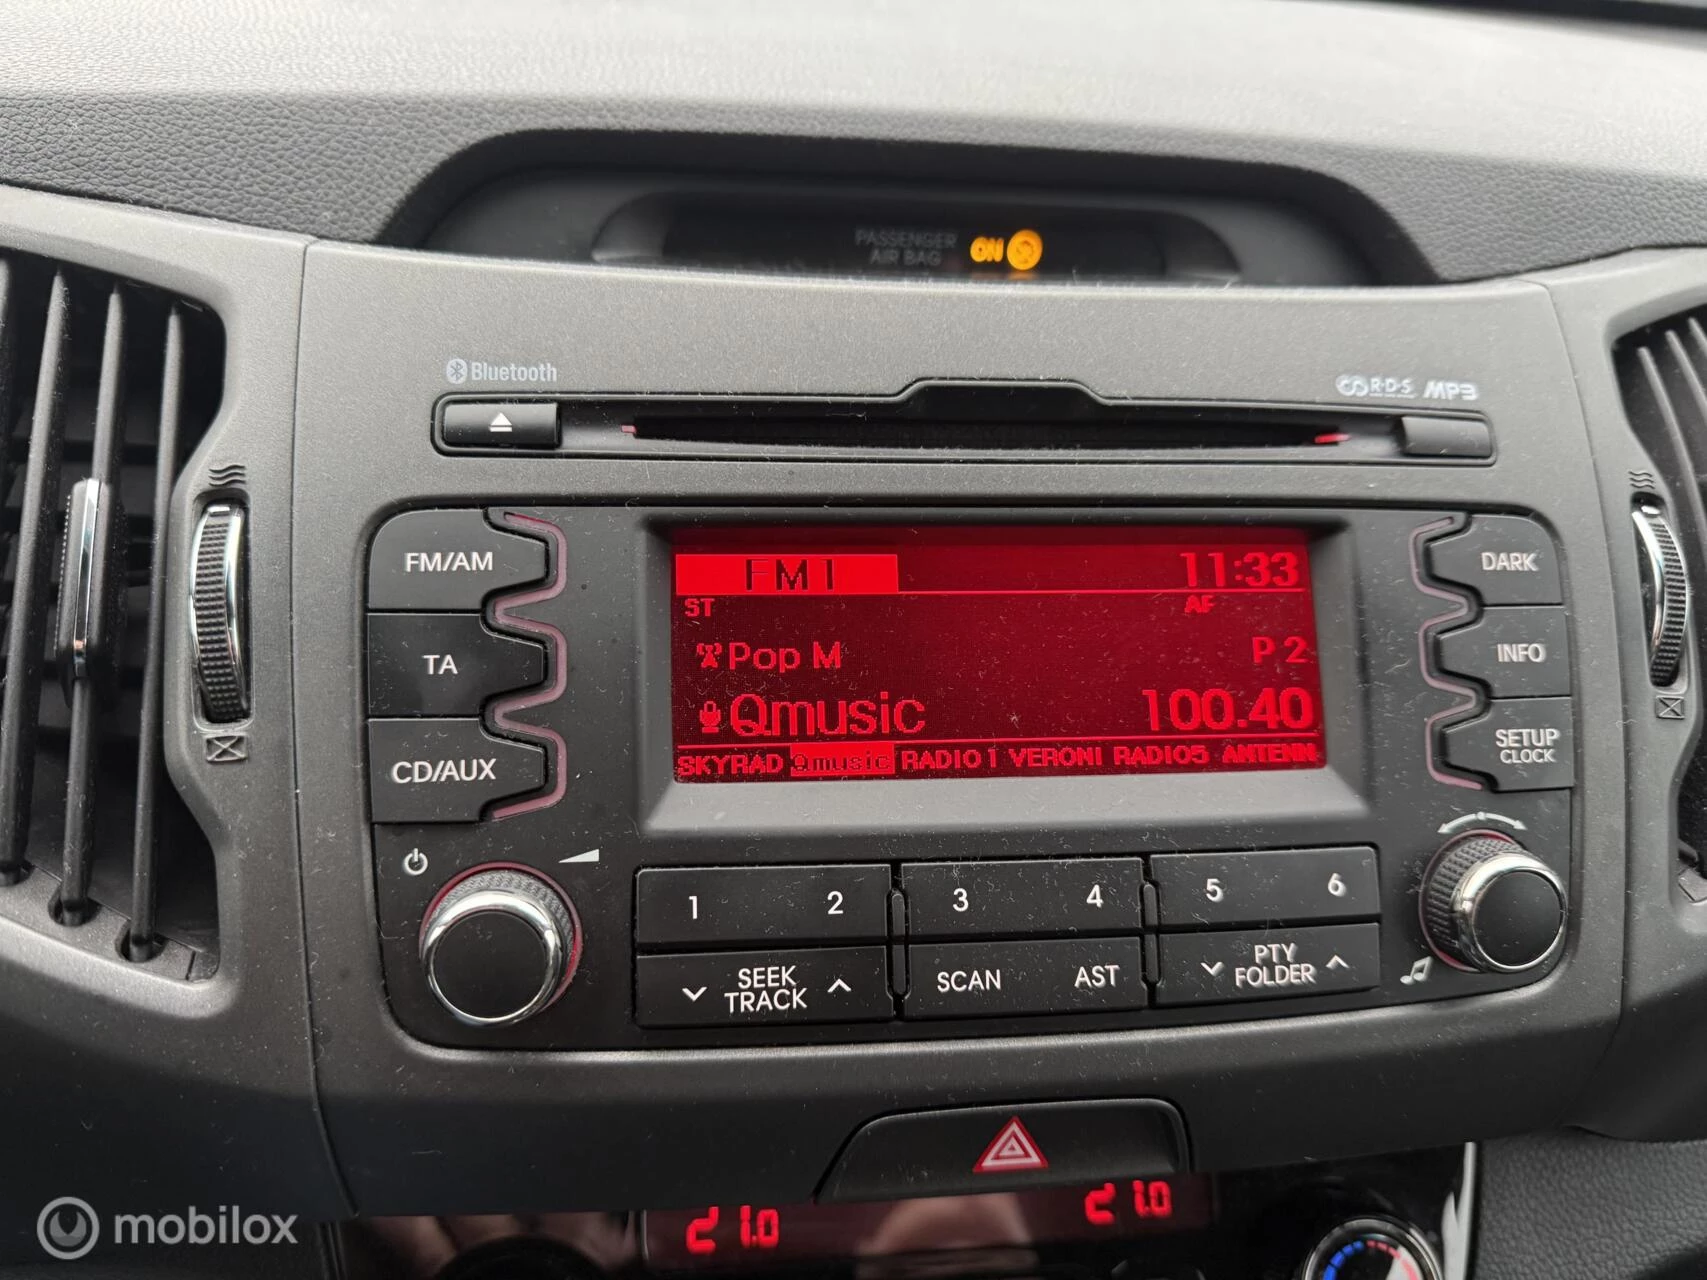 PASSENGER
AIR BAG ON
Bluetooth
R·D·S MP3
FM/AM
TA
CD/AUX
FM1 11:33
ST AF
Pop M P 2
Qmusic 100.40
SKYRAD Qmusic RADIO1 VERONI RADIO5 ANTENN
DARK
INFO
SETUP
CLOCK
1 2 3 4 5 6
SEEK
TRACK
SCAN AST
PTY
FOLDER
21.0 21.0
mobilox